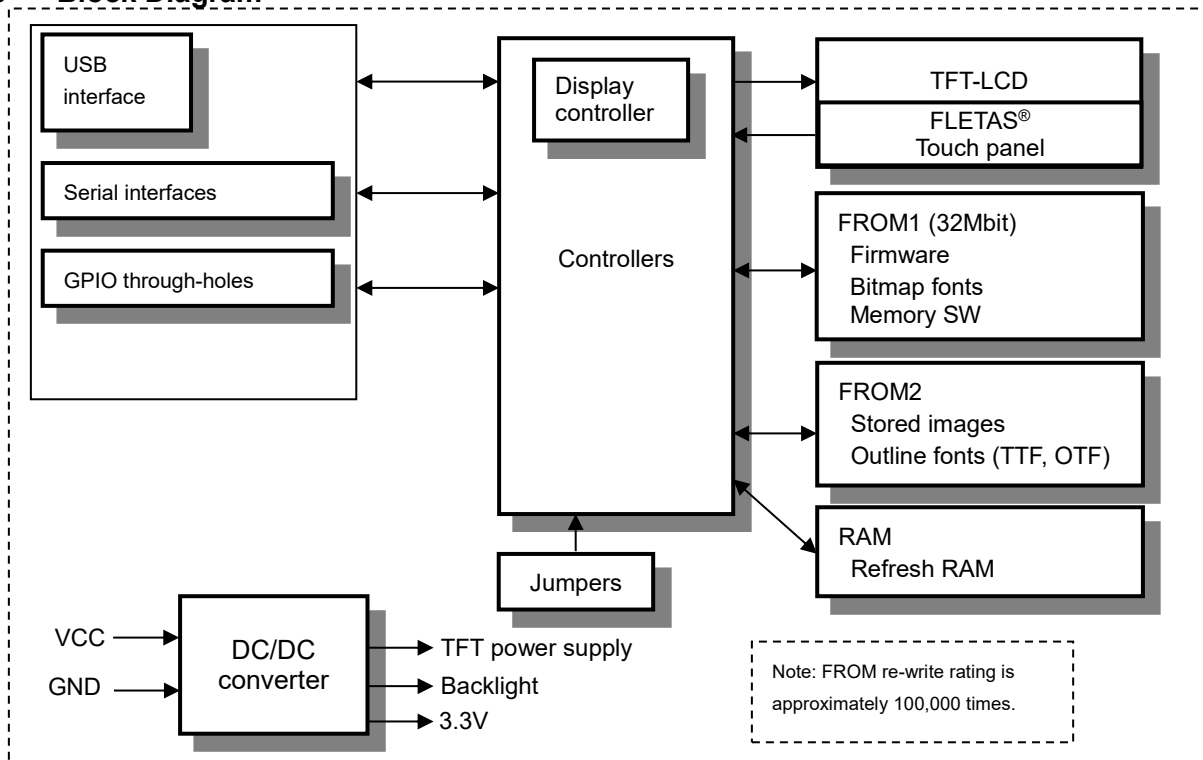 Block Diagram
USB
interface
Serial interfaces
GPIO through-holes
Display
controller
Controllers
Jumpers
TFT-LCD
FLETAS®
Touch panel
FROM1 (32Mbit)
Firmware
Bitmap fonts
Memory SW
FROM2
Stored images
Outline fonts (TTF, OTF)
RAM
Refresh RAM
VCC
GND
DC/DC
converter
TFT power supply
Backlight
3.3V
Note: FROM re-write rating is
approximately 100,000 times.